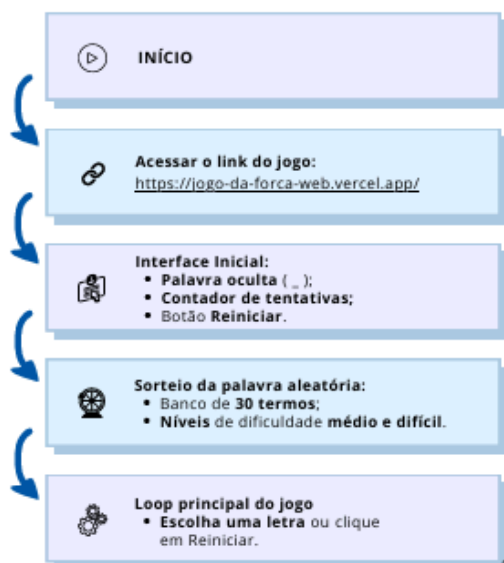 INÍCIO
Acessar o link do jogo:
https://jogo-da-forca-web.vercel.app/
Interface Inicial:
• Palavra oculta ( _ );
• Contador de tentativas;
• Botão Reiniciar.
Sorteio da palavra aleatória:
• Banco de 30 termos;
• Níveis de dificuldade médio e difícil.
Loop principal do jogo
• Escolha uma letra ou clique
em Reiniciar.